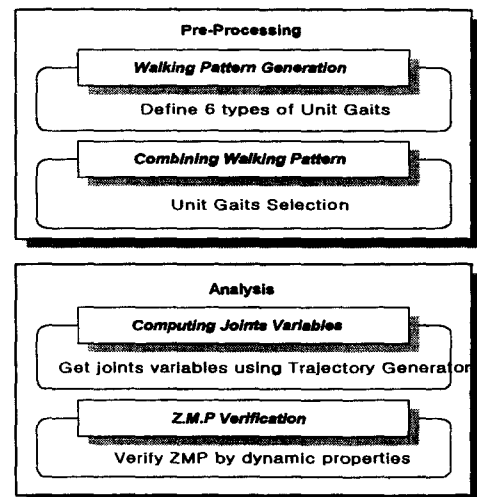 Pre-Processing
Walking Pattern Generation
Define 6 types of Unit Gaits
Combining Walking Pattern
Unit Gaits Selection
Analysis
Computing Joints Variables
Get joints variables using Trajectory Generator
Z.M.P Verification
Verify ZMP by dynamic properties